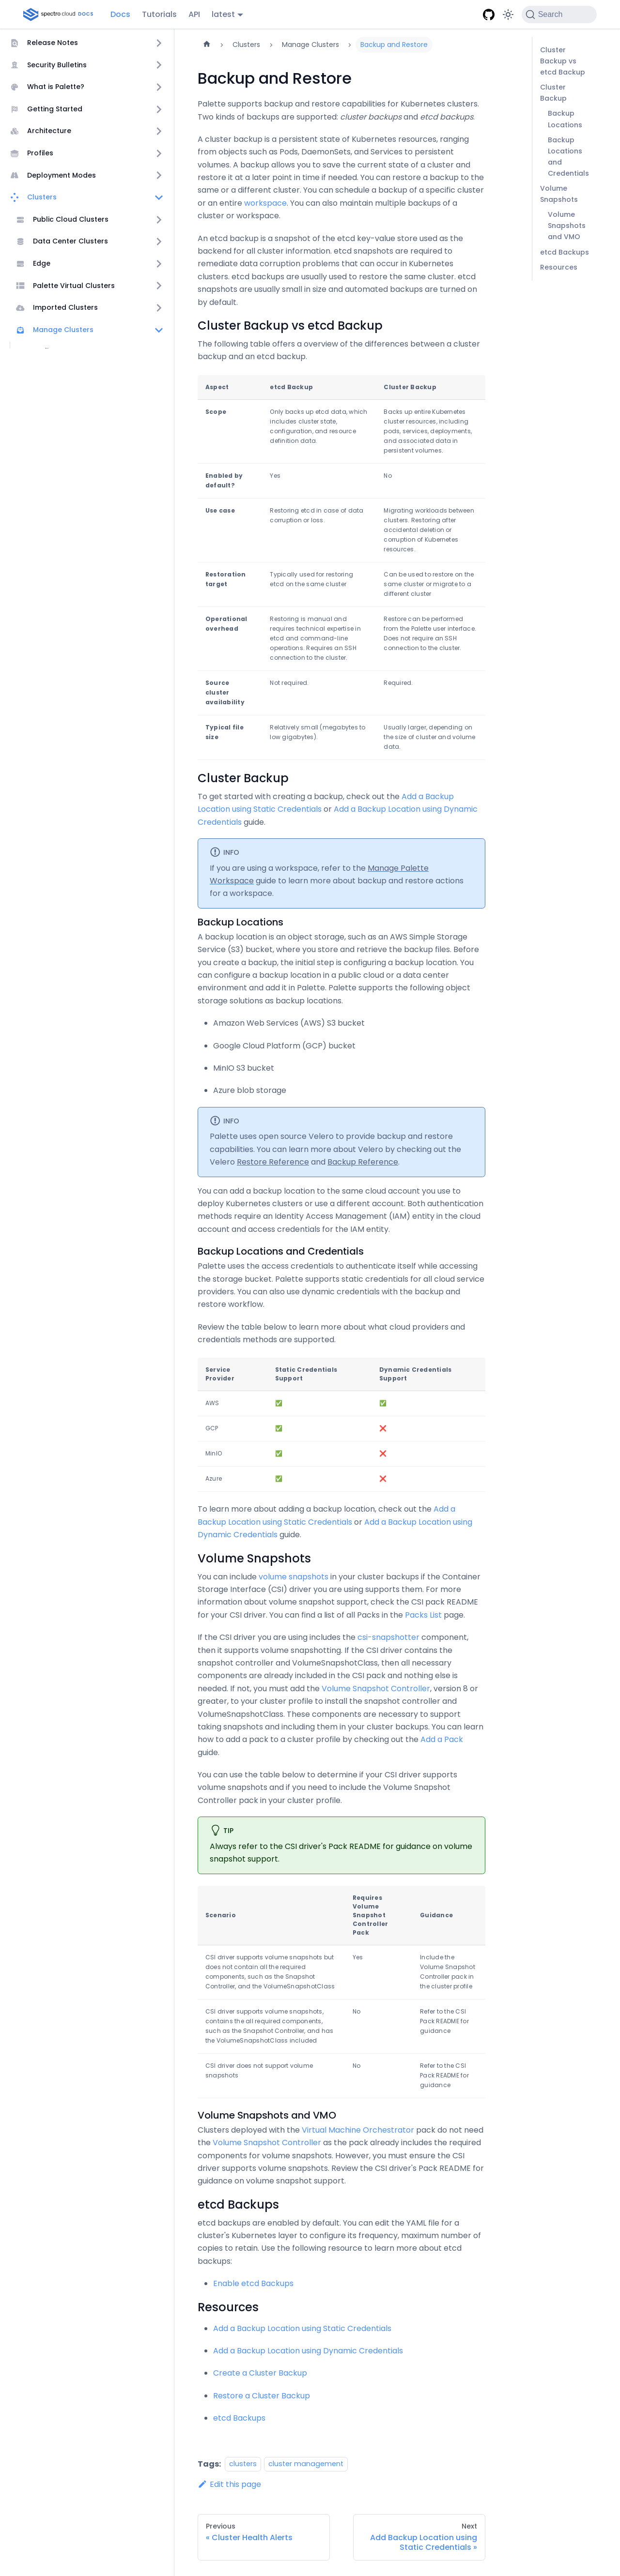 spectro cloud DOCS
Docs
Tutorials
API
latest
Search
Release Notes
Security Bulletins
What is Palette?
Getting Started
Architecture
Profiles
Deployment Modes
Clusters
Public Cloud Clusters
Data Center Clusters
Edge
Palette Virtual Clusters
Imported Clusters
Manage Clusters
Clusters
Manage Clusters
Backup and Restore
Backup and Restore
Palette supports backup and restore capabilities for Kubernetes clusters.
Two kinds of backups are supported: cluster backups and etcd backups.
A cluster backup is a persistent state of Kubernetes resources, ranging
from objects such as Pods, DaemonSets, and Services to persistent
volumes. A backup allows you to save the current state of a cluster and
restore it at a later point in time if needed. You can restore a backup to the
same or a different cluster. You can schedule a backup of a specific cluster
or an entire workspace. You can also maintain multiple backups of a
cluster or workspace.
An etcd backup is a snapshot of the etcd key-value store used as the
backend for all cluster information. etcd snapshots are required to
remediate corruption problems that can occur in Kubernetes
clusters. etcd backups are usually used to restore the same cluster. etcd
snapshots are usually small in size and automated backups are turned on
by default.
Cluster Backup vs etcd Backup
The following table offers a overview of the differences between a cluster
backup and an etcd backup.
Aspect
etcd Backup
Cluster Backup
Scope
Only backs up etcd data, which
includes cluster state,
configuration, and resource
definition data.
Backs up entire Kubernetes
cluster resources, including
pods, services, deployments,
and associated data in
persistent volumes.
Enabled by
default?
Yes
No
Use case
Restoring etcd in case of data
corruption or loss.
Migrating workloads between
clusters. Restoring after
accidental deletion or
corruption of Kubernetes
resources.
Restoration
target
Typically used for restoring
etcd on the same cluster
Can be used to restore on the
same cluster or migrate to a
different cluster
Operational
overhead
Restoring is manual and
requires technical expertise in
etcd and command-line
operations. Requires an SSH
connection to the cluster.
Restore can be performed
from the Palette user interface.
Does not require an SSH
connection to the cluster.
Source
cluster
availability
Not required.
Required.
Typical file
size
Relatively small (megabytes to
low gigabytes).
Usually larger, depending on
the size of cluster and volume
data.
Cluster Backup
To get started with creating a backup, check out the Add a Backup
Location using Static Credentials or Add a Backup Location using Dynamic
Credentials guide.
INFO
If you are using a workspace, refer to the Manage Palette
Workspace guide to learn more about backup and restore actions
for a workspace.
Backup Locations
A backup location is an object storage, such as an AWS Simple Storage
Service (S3) bucket, where you store and retrieve the backup files. Before
you create a backup, the initial step is configuring a backup location. You
can configure a backup location in a public cloud or a data center
environment and add it in Palette. Palette supports the following object
storage solutions as backup locations.
Amazon Web Services (AWS) S3 bucket
Google Cloud Platform (GCP) bucket
MinIO S3 bucket
Azure blob storage
INFO
Palette uses open source Velero to provide backup and restore
capabilities. You can learn more about Velero by checking out the
Velero Restore Reference and Backup Reference.
You can add a backup location to the same cloud account you use to
deploy Kubernetes clusters or use a different account. Both authentication
methods require an Identity Access Management (IAM) entity in the cloud
account and access credentials for the IAM entity.
Backup Locations and Credentials
Palette uses the access credentials to authenticate itself while accessing
the storage bucket. Palette supports static credentials for all cloud service
providers. You can also use dynamic credentials with the backup and
restore workflow.
Review the table below to learn more about what cloud providers and
credentials methods are supported.
Service
Provider
Static Credentials
Support
Dynamic Credentials
Support
AWS ✅ ✅
GCP ✅ ❌
MinIO ✅ ❌
Azure ✅ ❌
To learn more about adding a backup location, check out the Add a
Backup Location using Static Credentials or Add a Backup Location using
Dynamic Credentials guide.
Volume Snapshots
You can include volume snapshots in your cluster backups if the Container
Storage Interface (CSI) driver you are using supports them. For more
information about volume snapshot support, check the CSI pack README
for your CSI driver. You can find a list of all Packs in the Packs List page.
If the CSI driver you are using includes the csi-snapshotter component,
then it supports volume snapshotting. If the CSI driver contains the
snapshot controller and VolumeSnapshotClass, then all necessary
components are already included in the CSI pack and nothing else is
needed. If not, you must add the Volume Snapshot Controller, version 8 or
greater, to your cluster profile to install the snapshot controller and
VolumeSnapshotClass. These components are necessary to support
taking snapshots and including them in your cluster backups. You can learn
how to add a pack to a cluster profile by checking out the Add a Pack
guide.
You can use the table below to determine if your CSI driver supports
volume snapshots and if you need to include the Volume Snapshot
Controller pack in your cluster profile.
TIP
Always refer to the CSI driver's Pack README for guidance on volume
snapshot support.
Scenario
Requires
Volume
Snapshot
Controller
Pack
Guidance
CSI driver supports volume snapshots but
does not contain all the required
components, such as the Snapshot
Controller, and the VolumeSnapshotClass
Yes
Include the
Volume Snapshot
Controller pack in
the cluster profile
CSI driver supports volume snapshots,
contains the all required components,
such as the Snapshot Controller, and has
the VolumeSnapshotClass included
No
Refer to the CSI
Pack README for
guidance
CSI driver does not support volume
snapshots
No
Refer to the CSI
Pack README for
guidance
Volume Snapshots and VMO
Clusters deployed with the Virtual Machine Orchestrator pack do not need
the Volume Snapshot Controller as the pack already includes the required
components for volume snapshots. However, you must ensure the CSI
driver supports volume snapshots. Review the CSI driver's Pack README for
guidance on volume snapshot support.
etcd Backups
etcd backups are enabled by default. You can edit the YAML file for a
cluster's Kubernetes layer to configure its frequency, maximum number of
copies to retain. Use the following resource to learn more about etcd
backups:
Enable etcd Backups
Resources
Add a Backup Location using Static Credentials
Add a Backup Location using Dynamic Credentials
Create a Cluster Backup
Restore a Cluster Backup
etcd Backups
Tags: clusters cluster management
Edit this page
Previous
« Cluster Health Alerts
Next
Add Backup Location using
Static Credentials »
Cluster
Backup vs
etcd Backup
Cluster
Backup
Backup
Locations
Backup
Locations
and
Credentials
Volume
Snapshots
Volume
Snapshots
and VMO
etcd Backups
Resources